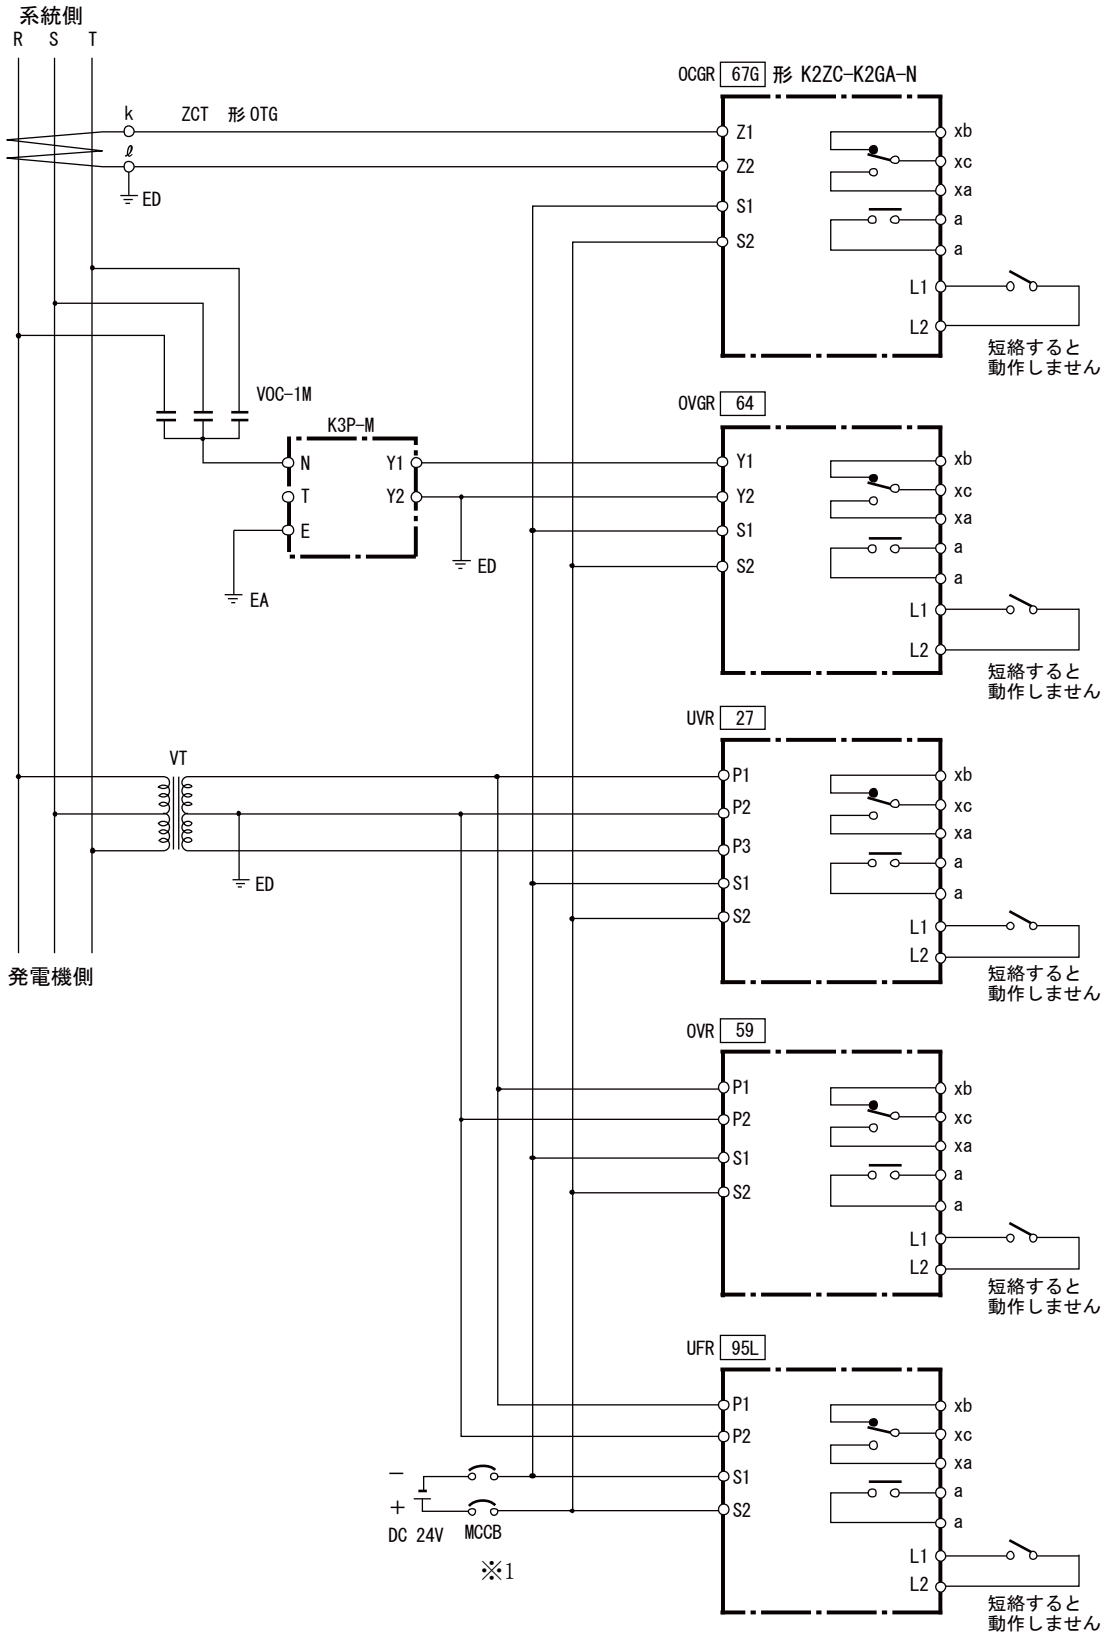 系統側
R S T
OCGR 67G 形 K2ZC-K2GA-N
k ZCT 形OTG
ℓ
ED
Z1
Z2
S1
S2
xb
xc
xa
a
a
L1
L2
短絡すると
動作しません
VOC-1M
K3P-M
N
T
E
Y1
Y2
EA
ED
OVGR 64
Y1
Y2
S1
S2
xb
xc
xa
a
a
L1
L2
短絡すると
動作しません
VT
ED
発電機側
UVR 27
P1
P2
P3
S1
S2
xb
xc
xa
a
a
L1
L2
短絡すると
動作しません
OVR 59
P1
P2
S1
S2
xb
xc
xa
a
a
L1
L2
短絡すると
動作しません
UFR 95L
P1
P2
S1
S2
xb
xc
xa
a
a
L1
L2
短絡すると
動作しません
−
+
DC 24V MCCB
※1